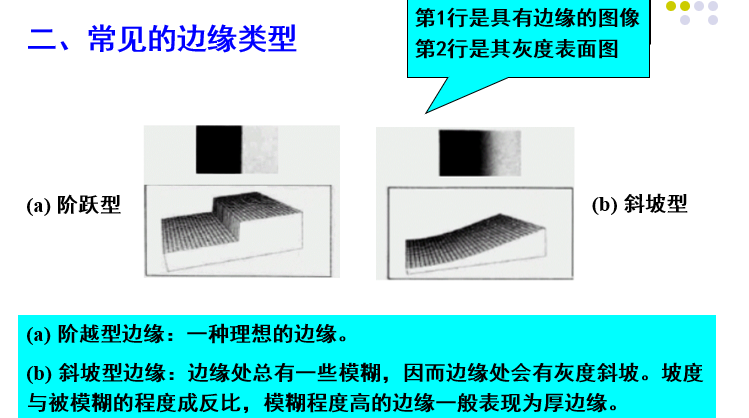 二、常见的边缘类型
第1行是具有边缘的图像
第2行是其灰度表面图
(a) 阶跃型
(b) 斜坡型
(a) 阶越型边缘：一种理想的边缘。
(b) 斜坡型边缘：边缘处总有一些模糊，因而边缘处会有灰度斜坡。坡度
与被模糊的程度成反比，模糊程度高的边缘一般表现为厚边缘。